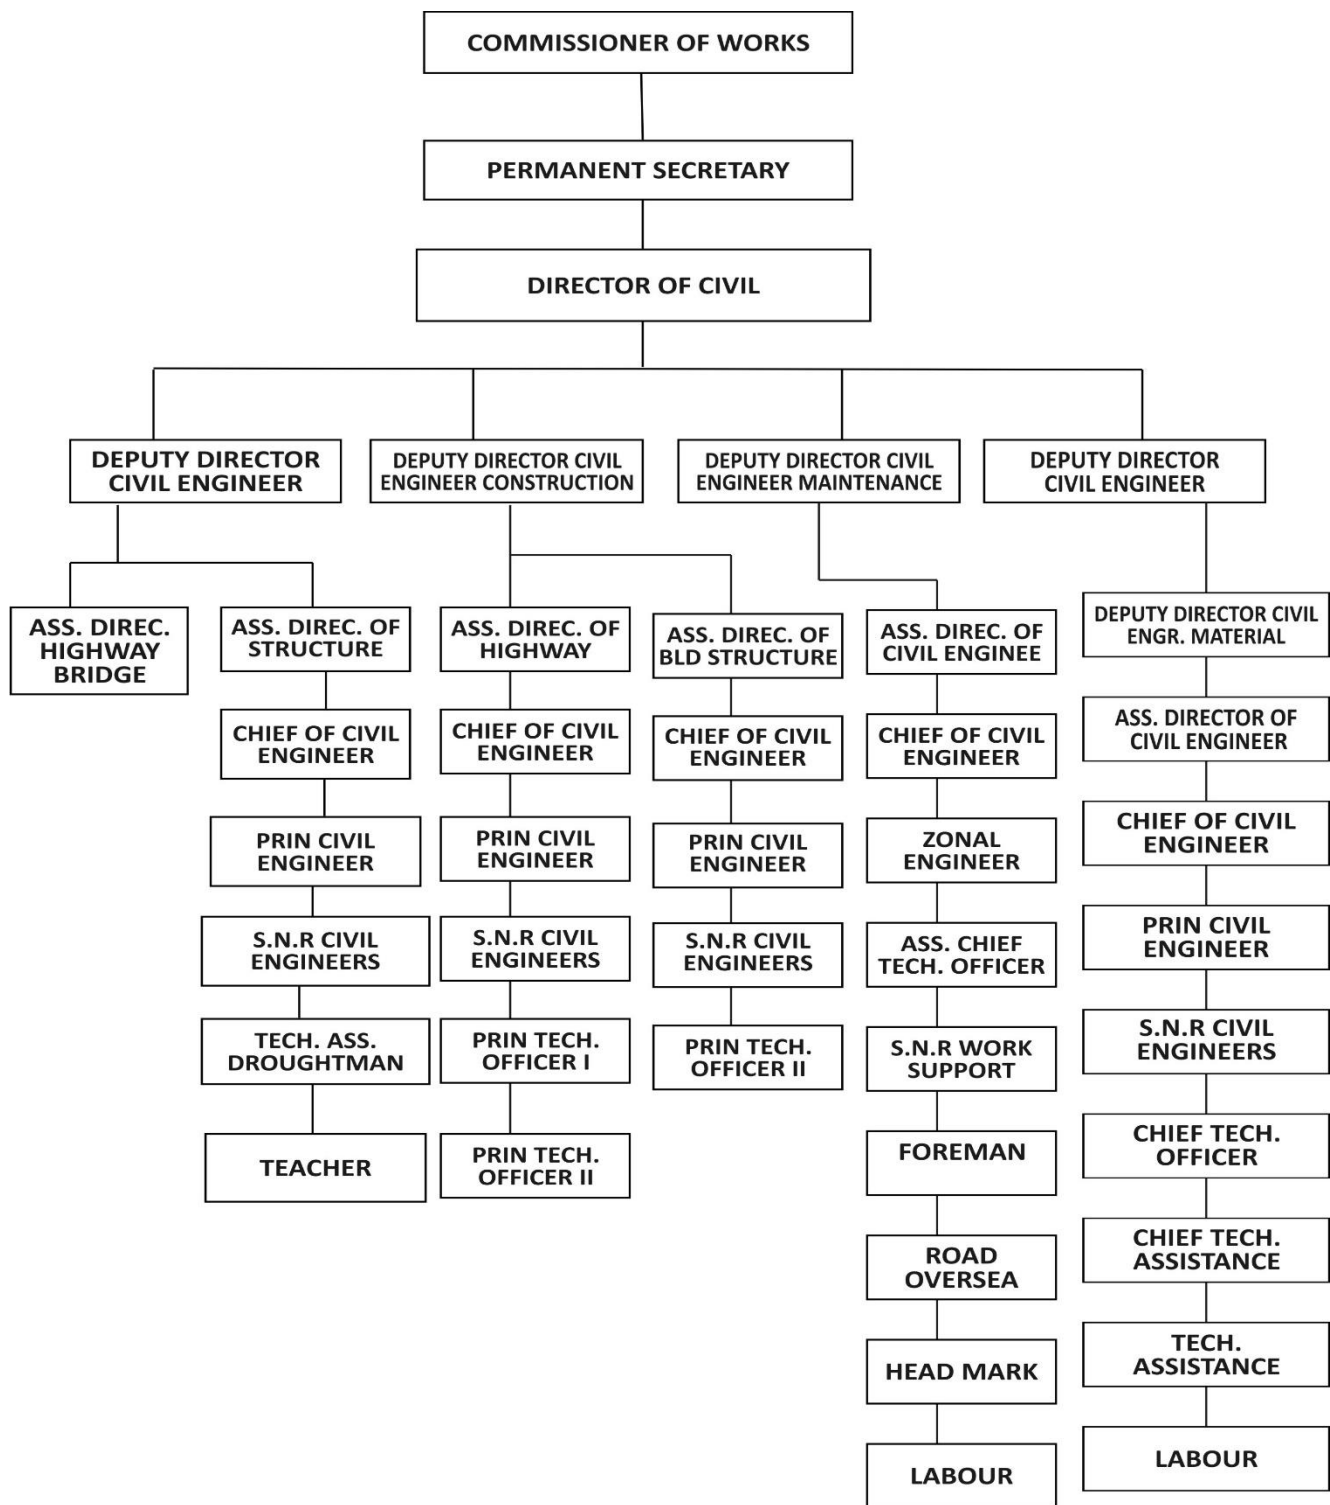 COMMISSIONER OF WORKS
PERMANENT SECRETARY
DIRECTOR OF CIVIL
DEPUTY DIRECTOR
CIVIL ENGINEER
DEPUTY DIRECTOR CIVIL
ENGINEER CONSTRUCTION
DEPUTY DIRECTOR CIVIL
ENGINEER MAINTENANCE
DEPUTY DIRECTOR
CIVIL ENGINEER
ASS. DIREC.
HIGHWAY
BRIDGE
ASS. DIREC. OF
STRUCTURE
CHIEF OF CIVIL
ENGINEER
PRIN CIVIL
ENGINEER
S.N.R CIVIL
ENGINEERS
TECH. ASS.
DROUGHTMAN
TEACHER
ASS. DIREC. OF
HIGHWAY
CHIEF OF CIVIL
ENGINEER
PRIN CIVIL
ENGINEER
S.N.R CIVIL
ENGINEERS
PRIN TECH.
OFFICER I
PRIN TECH.
OFFICER II
ASS. DIREC. OF
BLD STRUCTURE
CHIEF OF CIVIL
ENGINEER
PRIN CIVIL
ENGINEER
S.N.R CIVIL
ENGINEERS
PRIN TECH.
OFFICER II
ASS. DIREC. OF
CIVIL ENGINEE
CHIEF OF CIVIL
ENGINEER
ZONAL
ENGINEER
ASS. CHIEF
TECH. OFFICER
S.N.R WORK
SUPPORT
FOREMAN
ROAD
OVERSEA
HEAD MARK
LABOUR
DEPUTY DIRECTOR CIVIL
ENGR. MATERIAL
ASS. DIRECTOR OF
CIVIL ENGINEER
CHIEF OF CIVIL
ENGINEER
PRIN CIVIL
ENGINEER
S.N.R CIVIL
ENGINEERS
CHIEF TECH.
OFFICER
CHIEF TECH.
ASSISTANCE
TECH.
ASSISTANCE
LABOUR